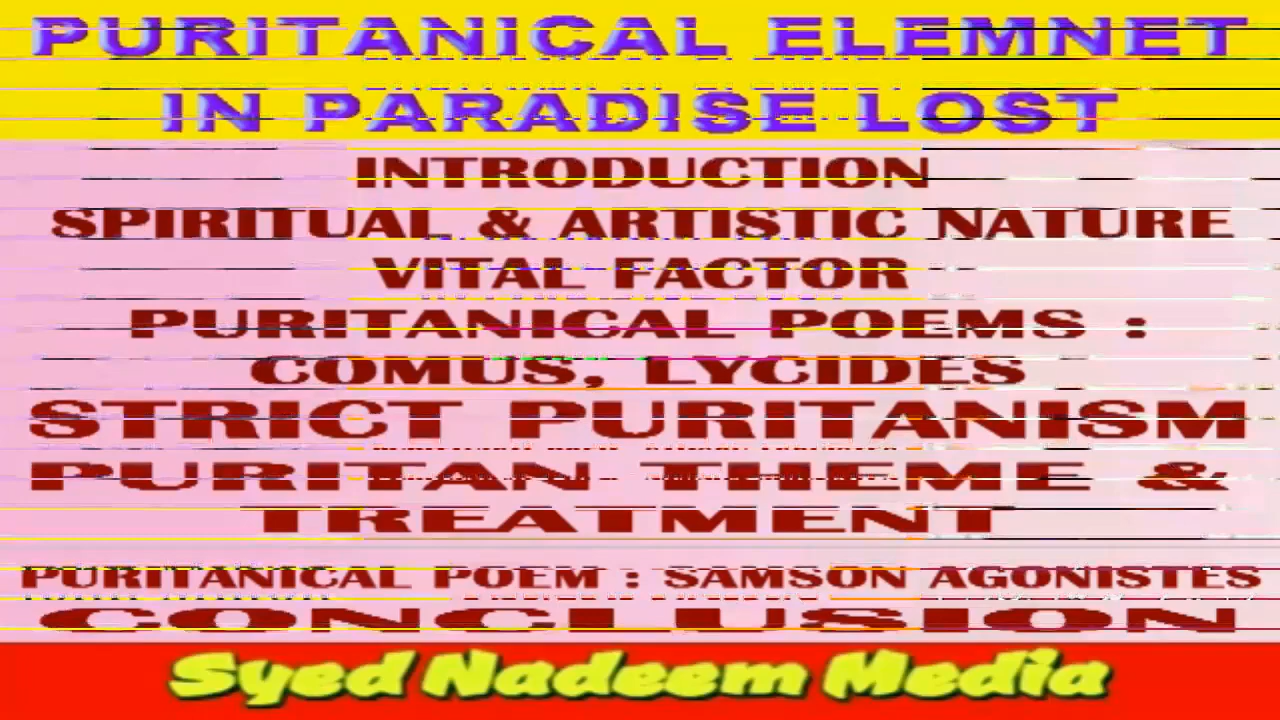 PURITANICAL ELEMNET
IN PARADISE LOST
INTRODUCTION
SPIRITUAL & ARTISTIC NATURE
VITAL FACTOR
PURITANICAL POEMS :
COMUS, LYCIDES
STRICT PURITANISM
PURITAN THEME &
TREATMENT
PURITANICAL POEM : SAMSON AGONISTES
CONCLUSION
Syed Nadeem Media